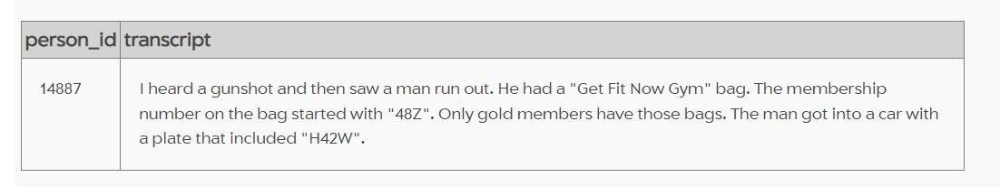 person_id transcript
14887 I heard a gunshot and then saw a man run out. He had a "Get Fit Now Gym" bag. The membership
number on the bag started with "48Z". Only gold members have those bags. The man got into a car with
a plate that included "H42W".